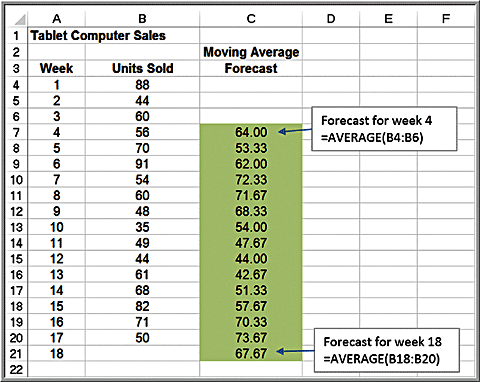 A B C D E F
1 Tablet Computer Sales
2 Moving Average
3 Week Units Sold Forecast
4 1 88
5 2 44
6 3 60
7 4 56 64.00
8 5 70 53.33
9 6 91 62.00
10 7 54 72.33
11 8 60 71.67
12 9 48 68.33
13 10 35 54.00
14 11 49 47.67
15 12 44 44.00
16 13 61 42.67
17 14 68 51.33
18 15 82 57.67
19 16 71 70.33
20 17 50 73.67
21 18 67.67
22
Forecast for week 4
=AVERAGE(B4:B6)
Forecast for week 18
=AVERAGE(B18:B20)